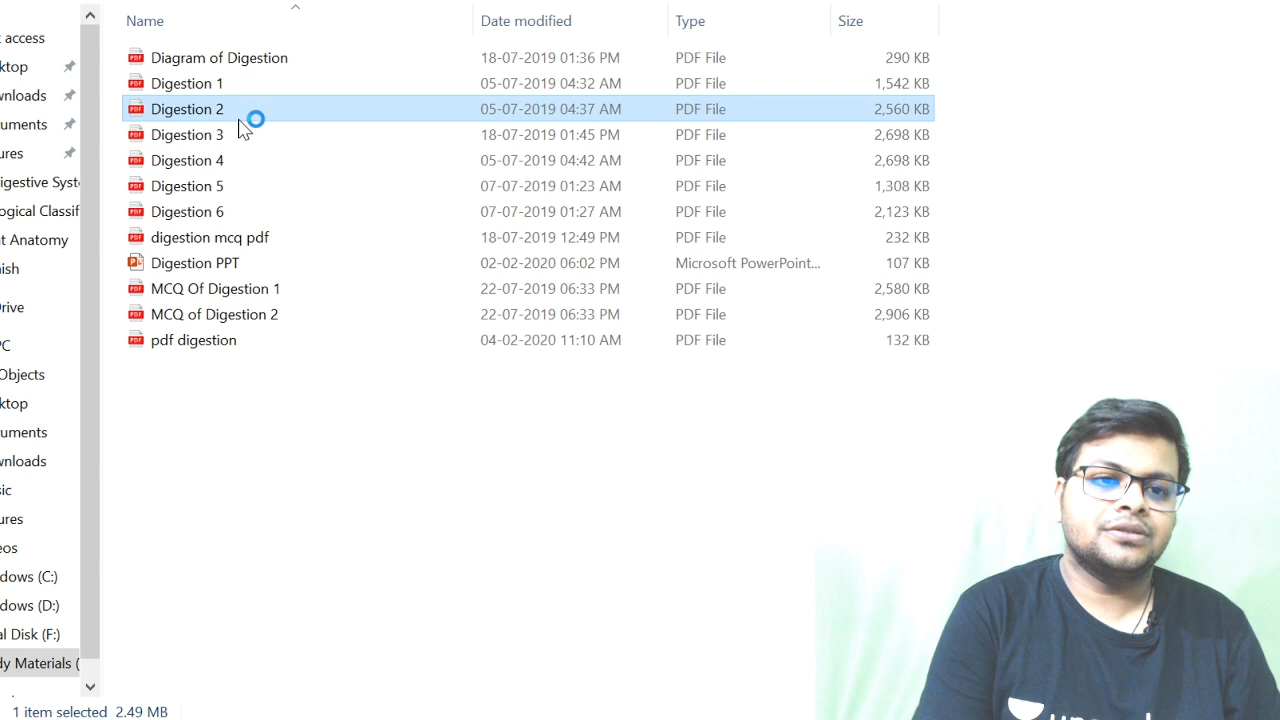 Name Date modified Type Size
Diagram of Digestion 18-07-2019 01:36 PM PDF File 290 KB
Digestion 1 05-07-2019 04:32 AM PDF File 1,542 KB
Digestion 2 05-07-2019 04:37 AM PDF File 2,560 KB
Digestion 3 18-07-2019 01:45 PM PDF File 2,698 KB
Digestion 4 05-07-2019 04:42 AM PDF File 2,698 KB
Digestion 5 07-07-2019 01:23 AM PDF File 1,308 KB
Digestion 6 07-07-2019 01:27 AM PDF File 2,123 KB
digestion mcq pdf 18-07-2019 12:49 PM PDF File 232 KB
Digestion PPT 02-02-2020 06:02 PM Microsoft PowerPoint... 107 KB
MCQ Of Digestion 1 22-07-2019 06:33 PM PDF File 2,580 KB
MCQ of Digestion 2 22-07-2019 06:33 PM PDF File 2,906 KB
pdf digestion 04-02-2020 11:10 AM PDF File 132 KB
t access
ktop
wnloads
uments
ures
igestive Syst
ogical Classif
t Anatomy
ish
Drive
PC
Objects
ktop
uments
wnloads
ic
ures
eos
dows (C:)
dows (D:)
al Disk (F:)
dy Materials (
1 item selected 2.49 MB